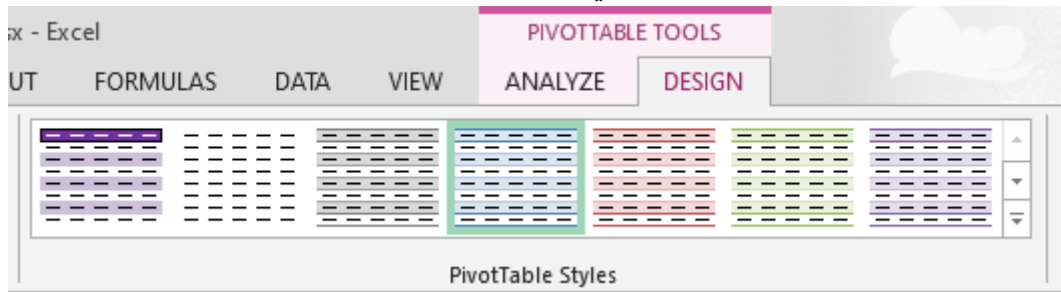 sx - Excel
PIVOTTABLE TOOLS
UT FORMULAS DATA VIEW ANALYZE DESIGN
PivotTable Styles